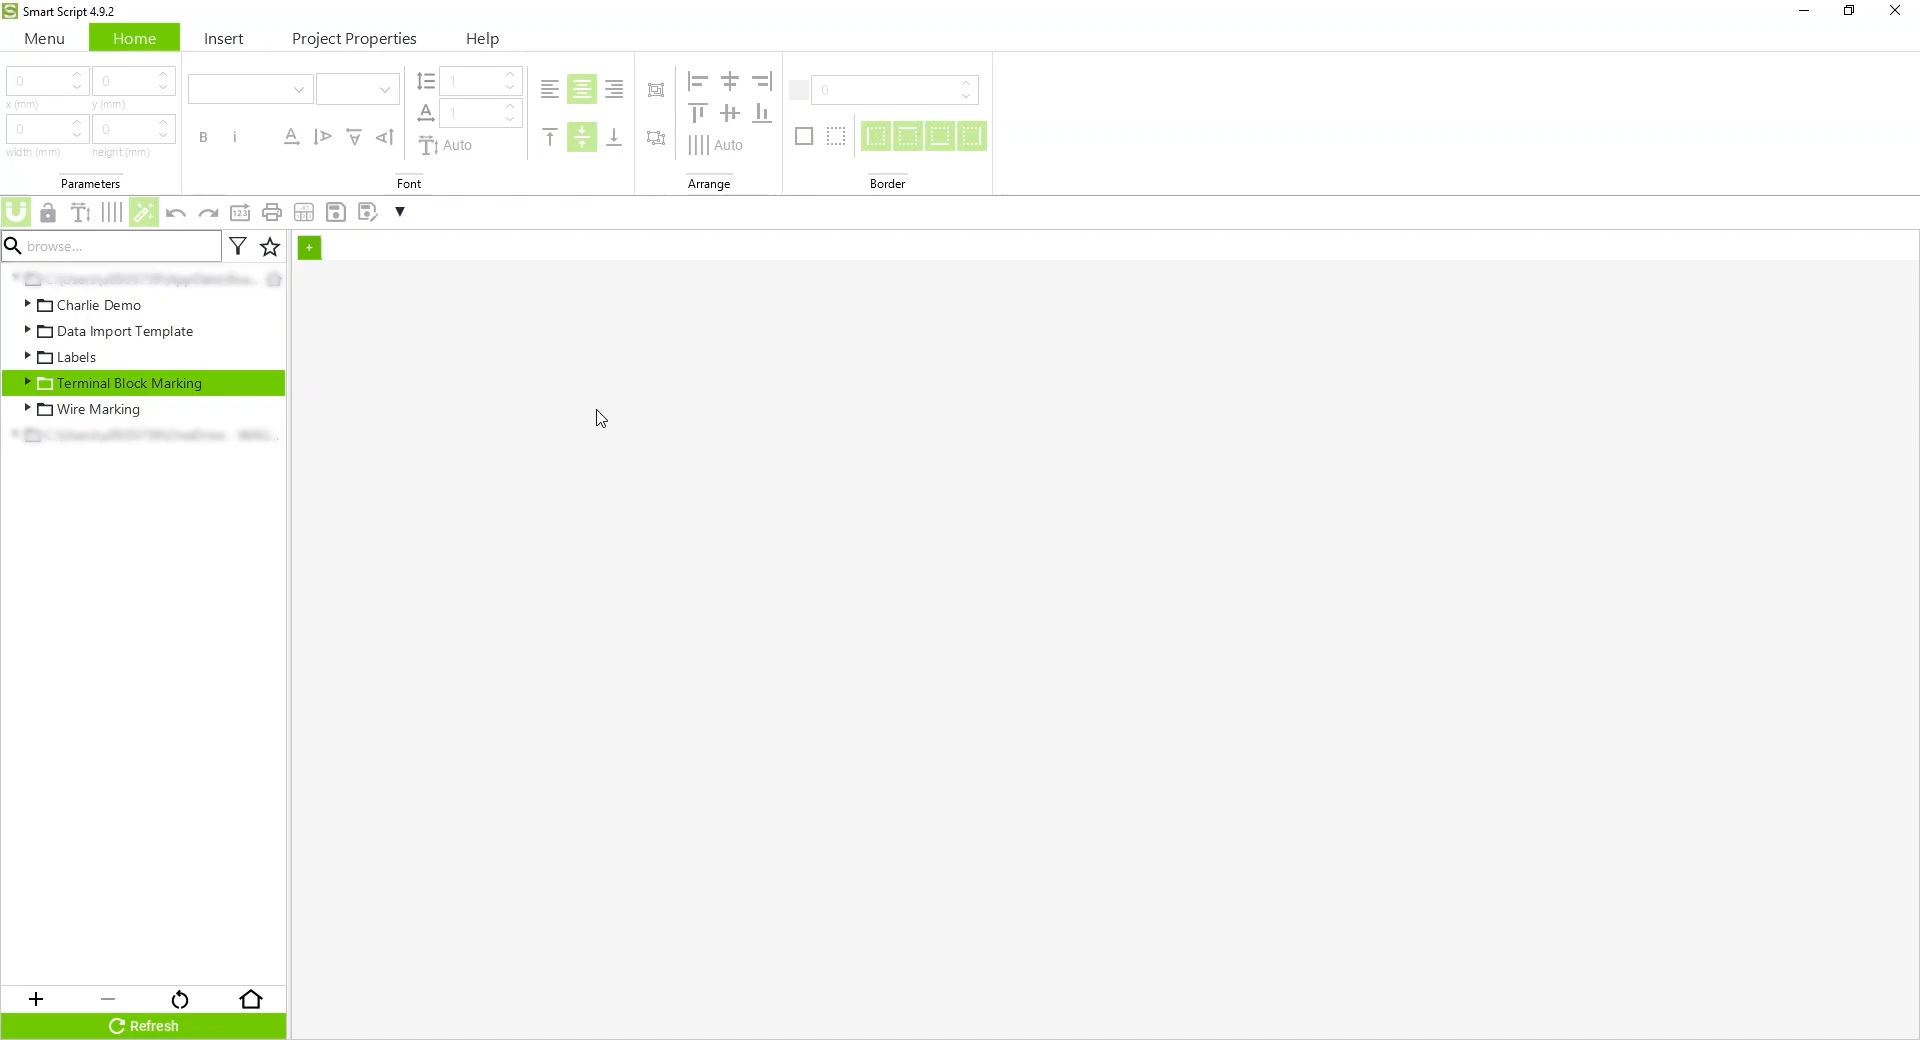 Smart Script 4.9.2
Menu Home Insert Project Properties Help
0 0 1 0
x (mm) y (mm)
1
0 0 B i A Auto Auto
width (mm) height (mm)
Parameters Font Arrange Border
123
browse...
+
Charlie Demo
Data Import Template
Labels
Terminal Block Marking
Wire Marking
Refresh